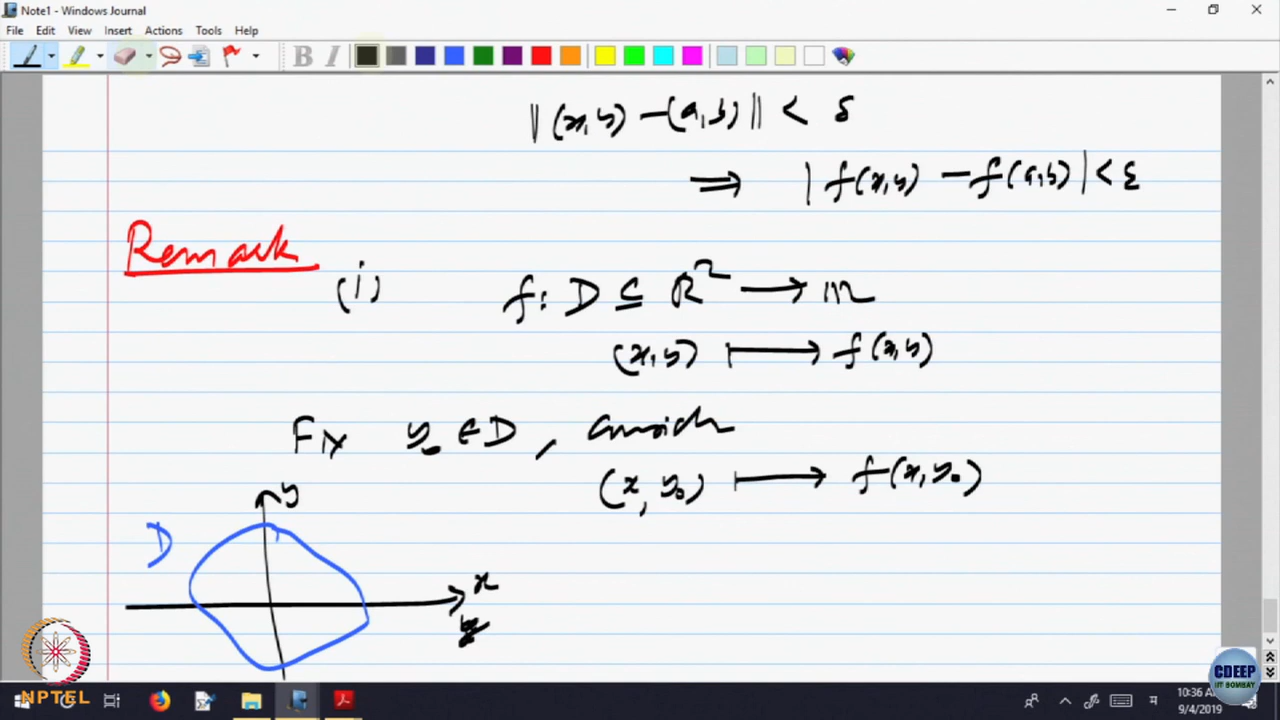 Note1 - Windows Journal
File Edit View Insert Actions Tools Help
B I
‖(x,y) − (a,b)‖ < δ
⇒ |f(x,y) − f(a,b)| < ε
Remark
(i) f: D ⊆ ℝ² → ℝ
(x,y) ↦ f(x,y)
Fix y₀ ∈ D, consider
(x, y₀) ↦ f(x,y₀)
y
D
x
NPTEL
CDEEP
IIT BOMBAY
10:36 A
9/4/2019